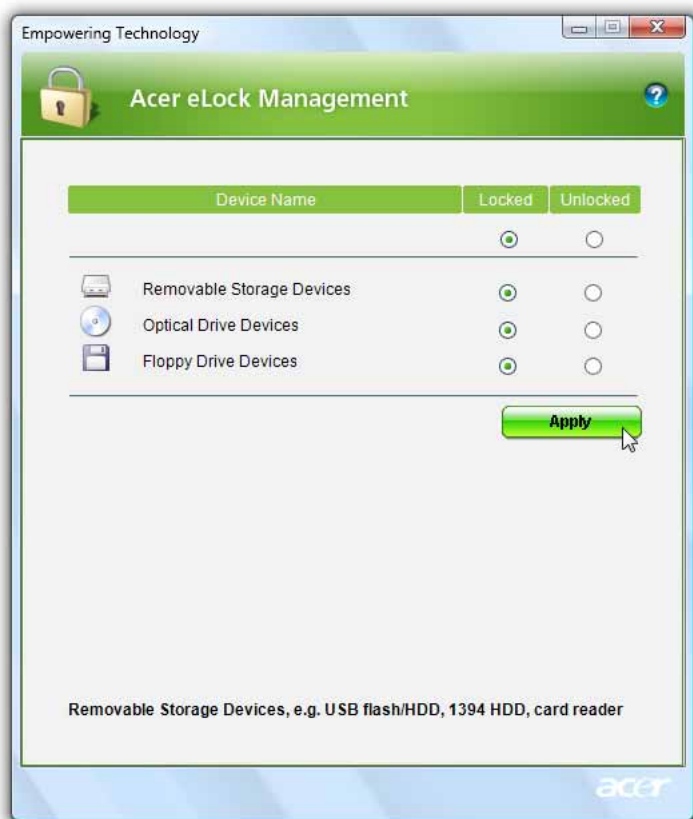 Empowering Technology
Acer eLock Management
Device Name Locked Unlocked
Removable Storage Devices
Optical Drive Devices
Floppy Drive Devices
Apply
Removable Storage Devices, e.g. USB flash/HDD, 1394 HDD, card reader
acer